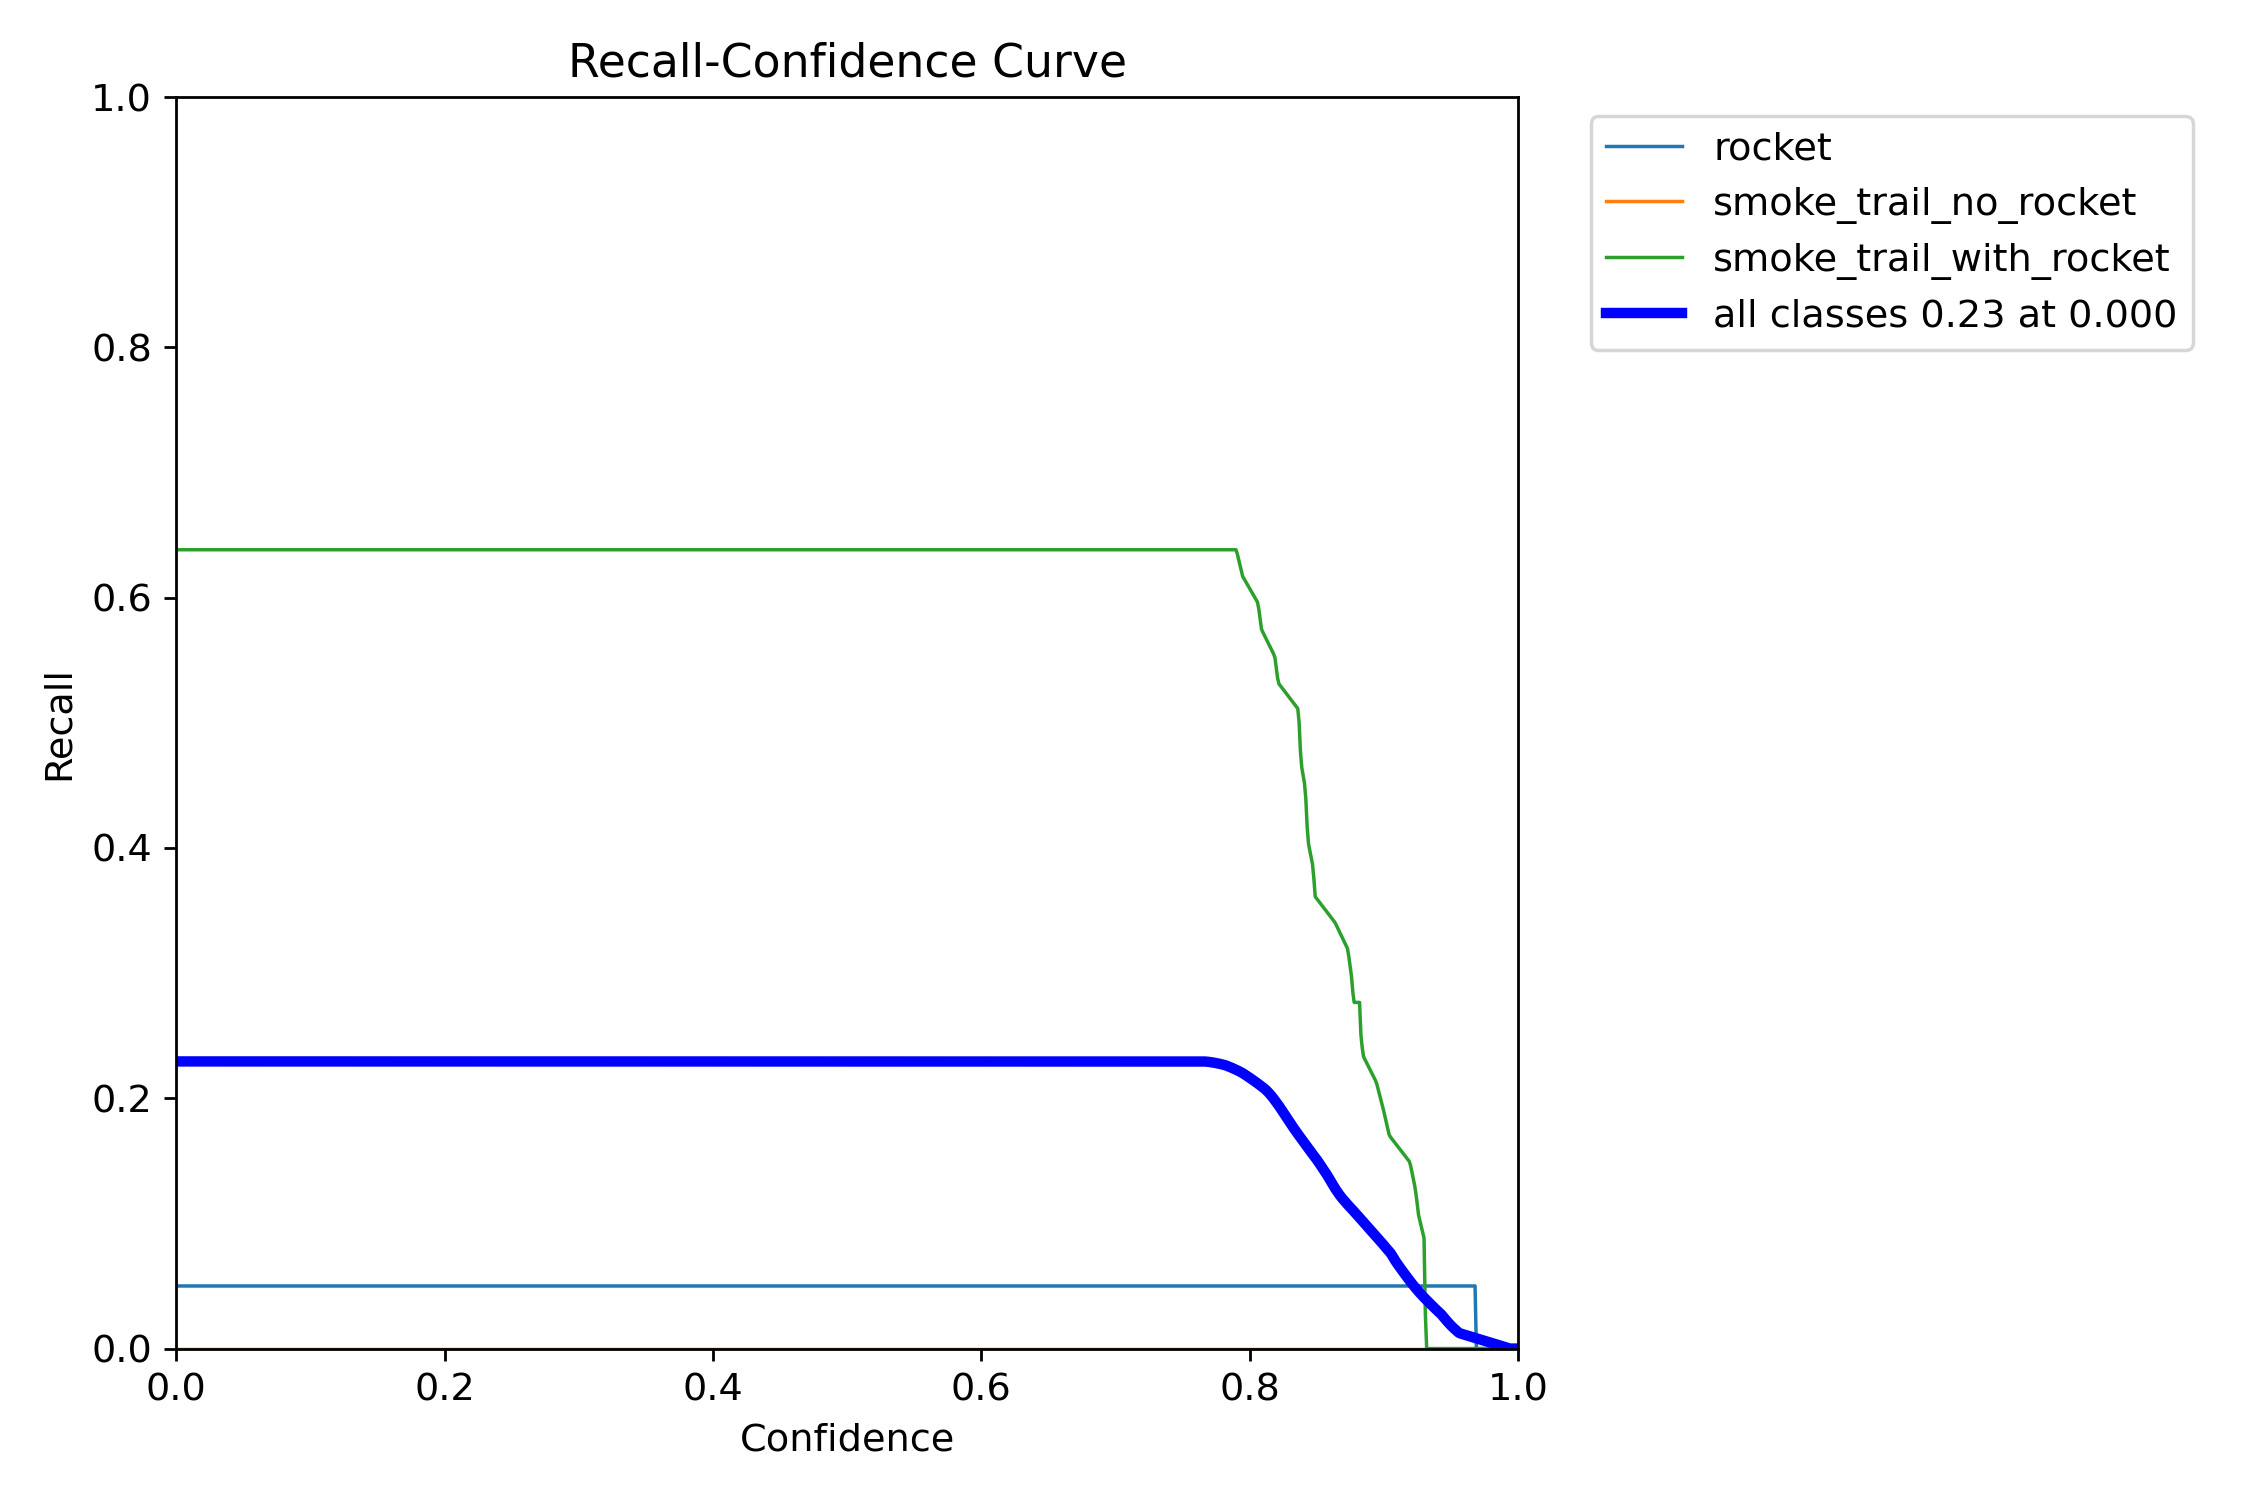 Recall-Confidence Curve
1.0
0.8
0.6
0.4
0.2
0.0
Recall
0.0 0.2 0.4 0.6 0.8 1.0
Confidence
rocket
smoke_trail_no_rocket
smoke_trail_with_rocket
all classes 0.23 at 0.000